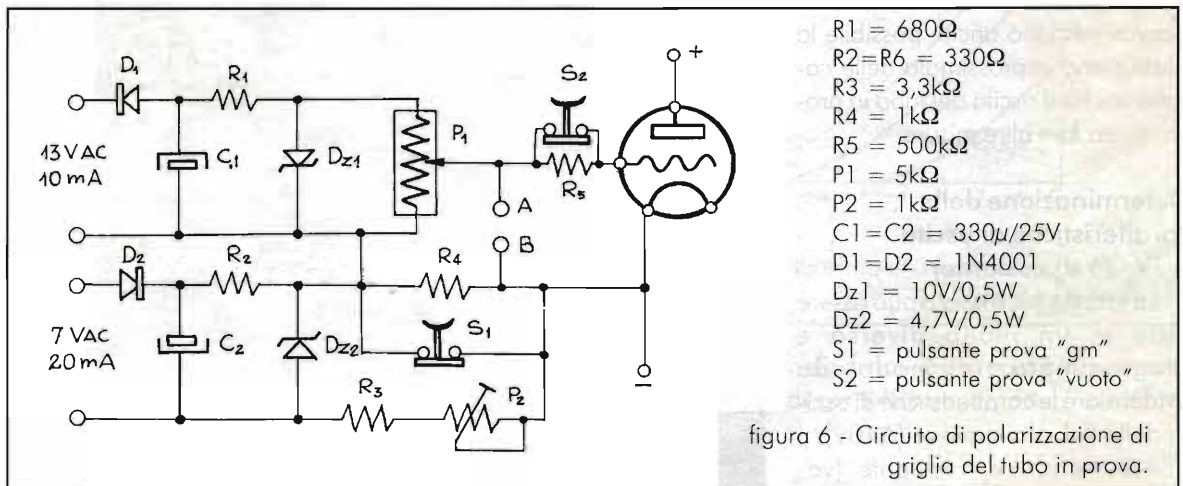 D1
R1
13 VAC
10 mA
C1
Dz1
P1
S2
R5
+
A
B
D2
R2
R4
7 VAC
20 mA
C2
Dz2
S1
R3
P2
−
R1 = 680Ω
R2=R6 = 330Ω
R3 = 3,3kΩ
R4 = 1kΩ
R5 = 500kΩ
P1 = 5kΩ
P2 = 1kΩ
C1=C2 = 330µ/25V
D1=D2 = 1N4001
Dz1 = 10V/0,5W
Dz2 = 4,7V/0,5W
S1 = pulsante prova "gm"
S2 = pulsante prova "vuoto"
figura 6 - Circuito di polarizzazione di
griglia del tubo in prova.